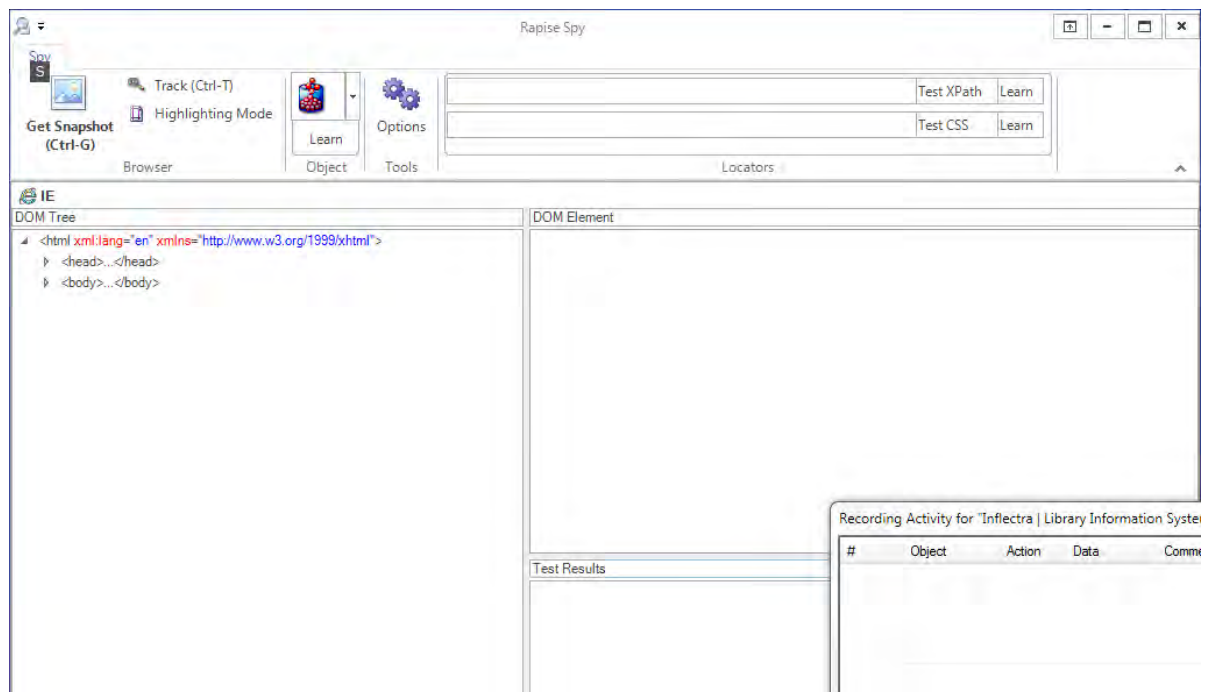 Rapise Spy
Spy
S
Get Snapshot
(Ctrl-G)
Track (Ctrl-T)
Highlighting Mode
Browser
Learn
Object
Options
Tools
Test XPath Learn
Test CSS Learn
Locators
IE
DOM Tree
<html xml:lang="en" xmlns="http://www.w3.org/1999/xhtml">
<head>...</head>
<body>...</body>
DOM Element
Test Results
Recording Activity for "Inflectra | Library Information Syste
# Object Action Data Comme